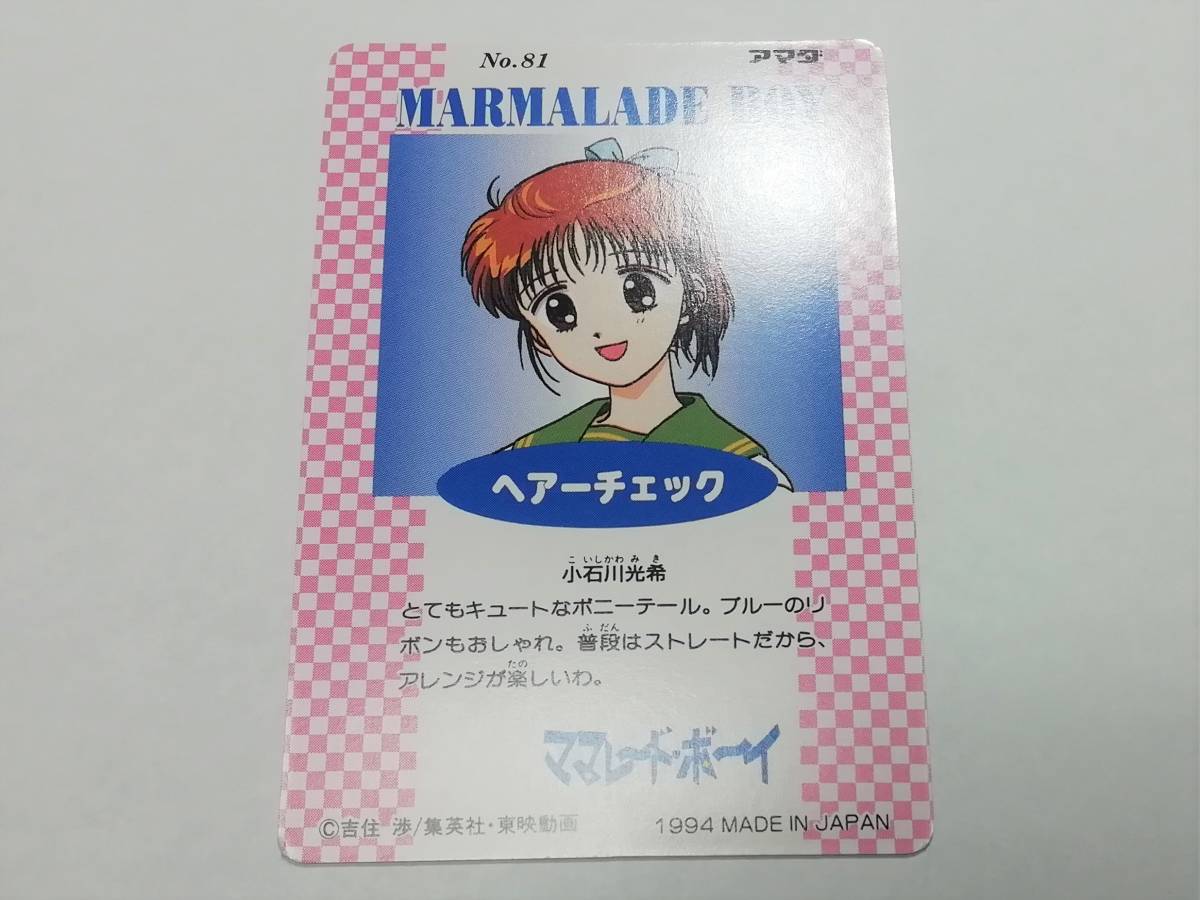 No.81
アマダ
MARMALADE BOY
ヘアーチェック
こいしかわ みき
小石川光希
とてもキュートなポニーテール。ブルーのリ
ふだん
ボンもおしゃれ。普段はストレートだから、
たの
アレンジが楽しいわ。
ママレード・ボーイ
©吉住 渉/集英社・東映動画
1994 MADE IN JAPAN